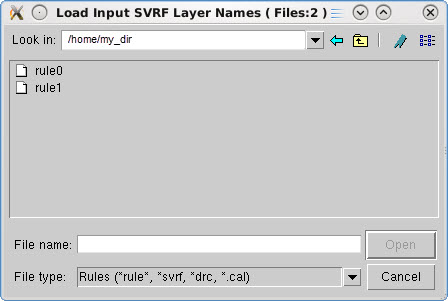 Load Input SVRF Layer Names ( Files:2 )
Look in: /home/my_dir
rule0
rule1
File name: Open
File type: Rules (*rule*, *svrf, *drc, *.cal) Cancel